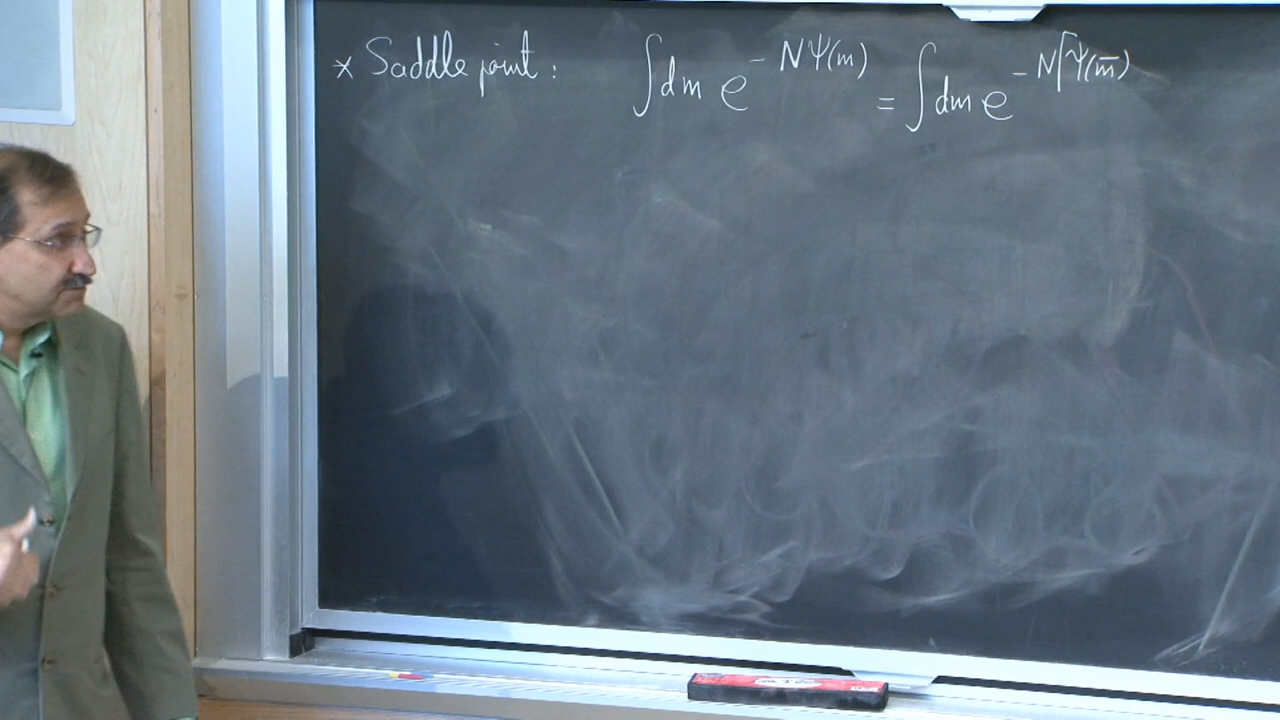 * Saddle point : ∫dm e^{- NΨ(m)} = ∫dm e^{- N[Ψ(m̄)}